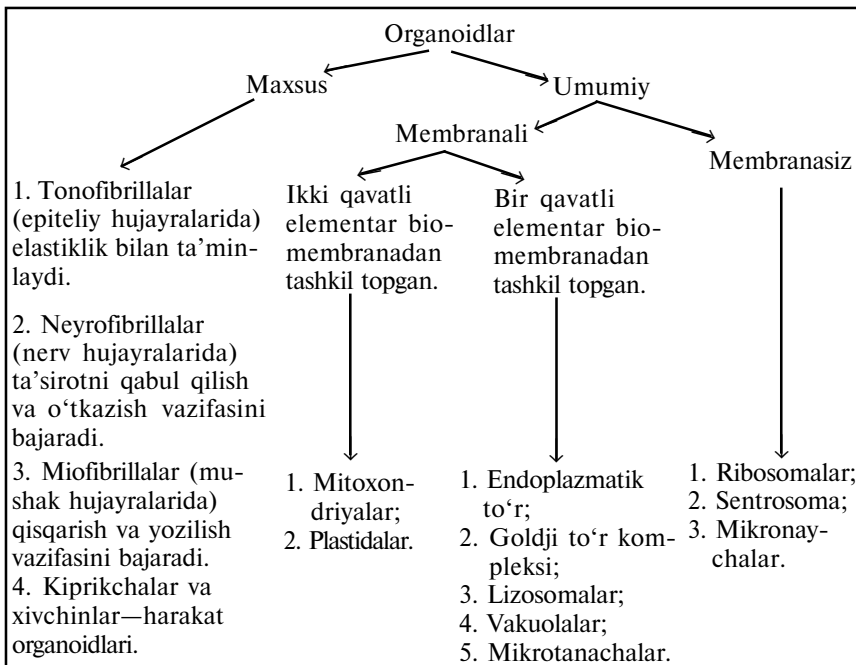 Organoidlar
Maxsus
Umumiy
Membranali
Membranasiz
1. Tonofibrillalar
(epiteliy hujayralarida)
elastiklik bilan ta’min-
laydi.
2. Neyrofibrillalar
(nerv hujayralarida)
ta’sirotni qabul qilish
va o‘tkazish vazifasini
bajaradi.
3. Miofibrillalar (mu-
shak hujayralarida)
qisqarish va yozilish
vazifasini bajaradi.
4. Kiprikchalar va
xivchinlar—harakat
organoidlari.
Ikki qavatli
elementar bio-
membranadan
tashkil topgan.
1. Mitoxon-
driyalar;
2. Plastidalar.
Bir qavatli
elementar bio-
membranadan
tashkil topgan.
1. Endoplazmatik
to‘r;
2. Goldji to‘r kom-
pleksi;
3. Lizosomalar;
4. Vakuolalar;
5. Mikrotanachalar.
1. Ribosomalar;
2. Sentrosoma;
3. Mikronay-
chalar.